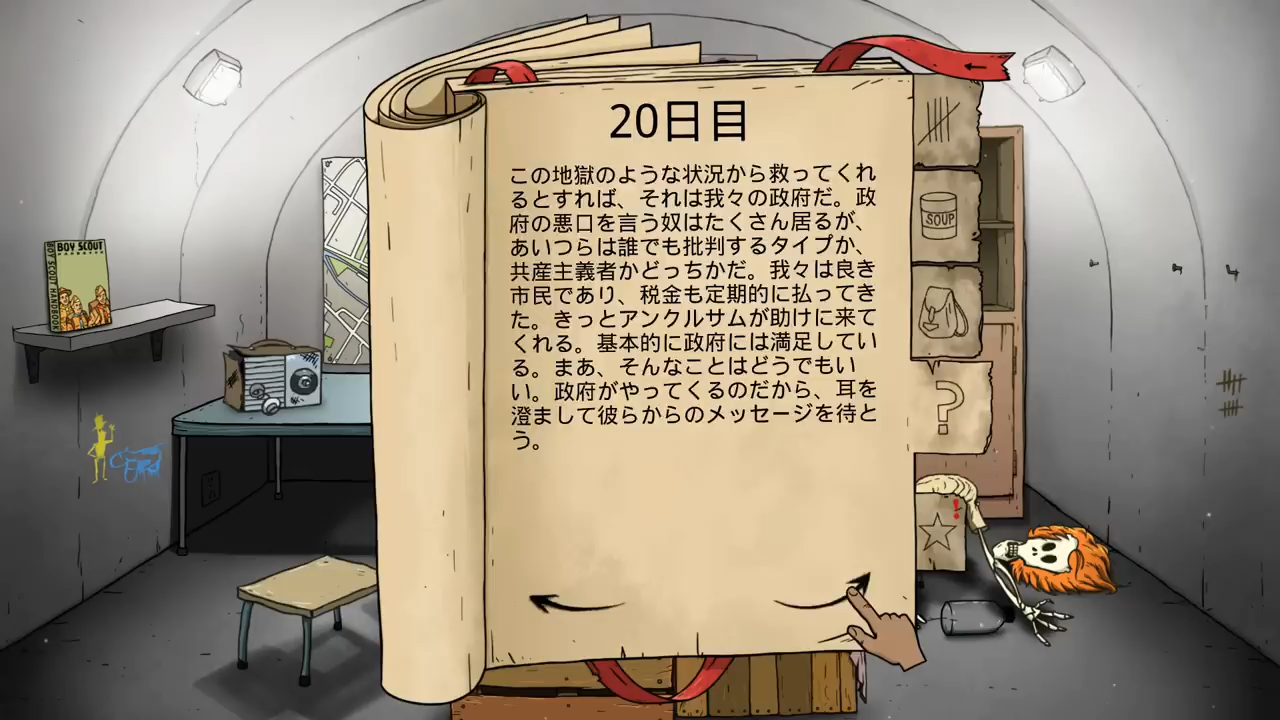 20日目
この地獄のような状況から救ってくれ
るとすれば、それは我々の政府だ。政
府の悪口を言う奴はたくさん居るが、
あいつらは誰でも批判するタイプか、
共産主義者かどっちかだ。我々は良き
市民であり、税金も定期的に払ってき
た。きっとアンクルサムが助けに来て
くれる。基本的に政府には満足してい
る。まあ、そんなことはどうでもい
い。政府がやってくるのだから、耳を
澄まして彼らからのメッセージを待と
う。
SOUP
?
BOY SCOUT
BOY SCOUT HANDBOOK